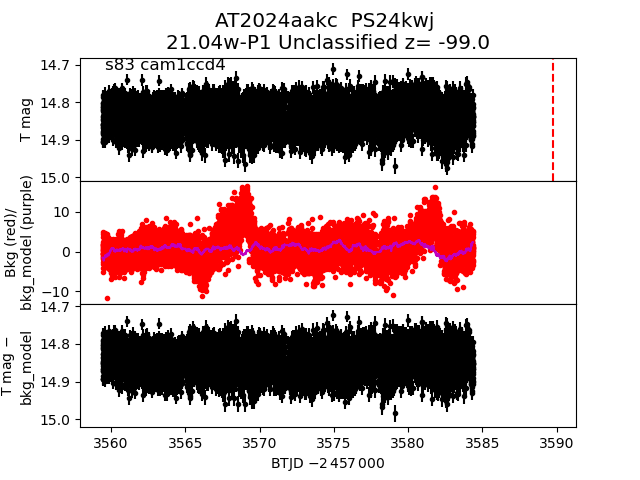 AT2024aakc  PS24kwj
21.04w-P1 Unclassified z= -99.0
s83 cam1ccd4
14.7
14.8
14.9
15.0
T mag
10
0
−10
Bkg (red)/
bkg_model (purple)
14.7
14.8
14.9
15.0
T mag −
bkg_model
3560 3565 3570 3575 3580 3585 3590
BTJD −2 457 000